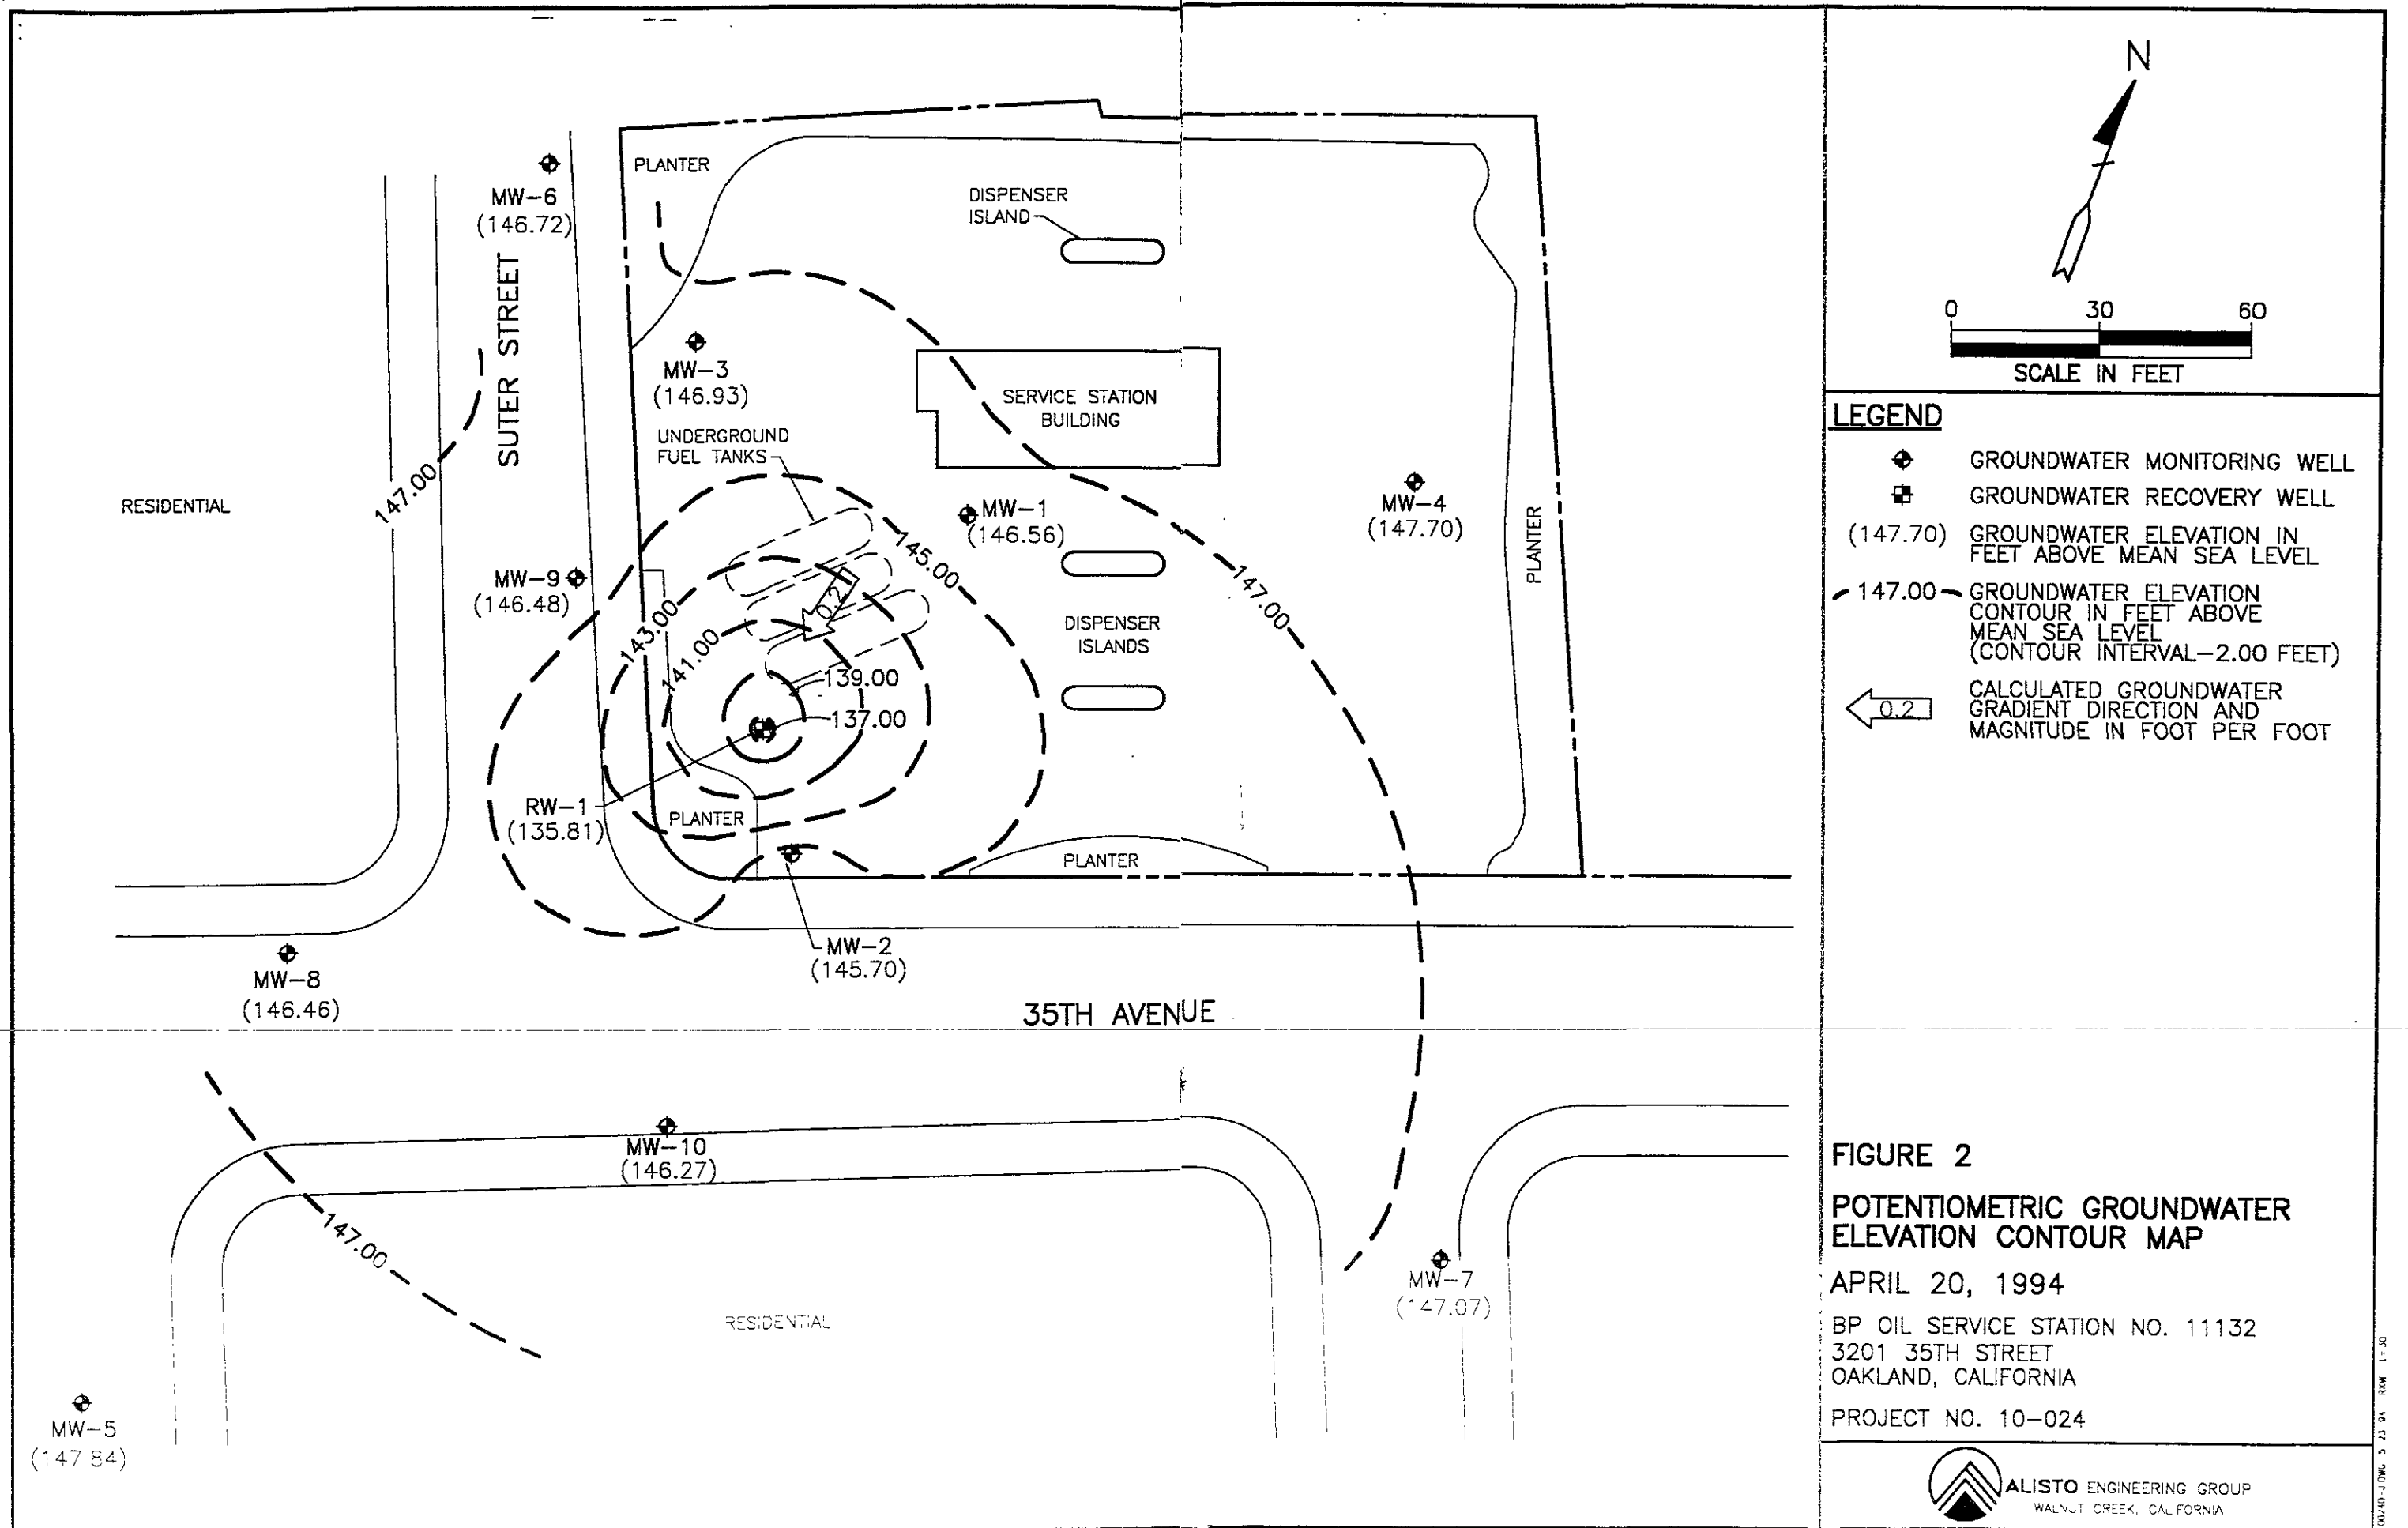 N
0 30 60
SCALE IN FEET
PLANTER
MW-6
(146.72)
DISPENSER
ISLAND
SUTER STREET
MW-3
(146.93)
SERVICE STATION
BUILDING
UNDERGROUND
FUEL TANKS
147.00
RESIDENTIAL
MW-1
(146.56)
MW-4
(147.70)
PLANTER
145.00
147.00
MW-9
(146.48)
143.00
0.2
141.00
DISPENSER
ISLANDS
139.00
137.00
RW-1
(135.81)
PLANTER
PLANTER
MW-2
(145.70)
MW-8
(146.46)
35TH AVENUE
MW-10
(146.27)
147.00
RESIDENTIAL
MW-7
(147.07)
MW-5
(147 84)
LEGEND
GROUNDWATER MONITORING WELL
GROUNDWATER RECOVERY WELL
(147.70) GROUNDWATER ELEVATION IN
FEET ABOVE MEAN SEA LEVEL
147.00 GROUNDWATER ELEVATION
CONTOUR IN FEET ABOVE
MEAN SEA LEVEL
(CONTOUR INTERVAL-2.00 FEET)
0.2 CALCULATED GROUNDWATER
GRADIENT DIRECTION AND
MAGNITUDE IN FOOT PER FOOT
FIGURE 2
POTENTIOMETRIC GROUNDWATER
ELEVATION CONTOUR MAP
APRIL 20, 1994
BP OIL SERVICE STATION NO. 11132
3201 35TH STREET
OAKLAND, CALIFORNIA
PROJECT NO. 10-024
ALISTO ENGINEERING GROUP
WALNUT CREEK, CALIFORNIA